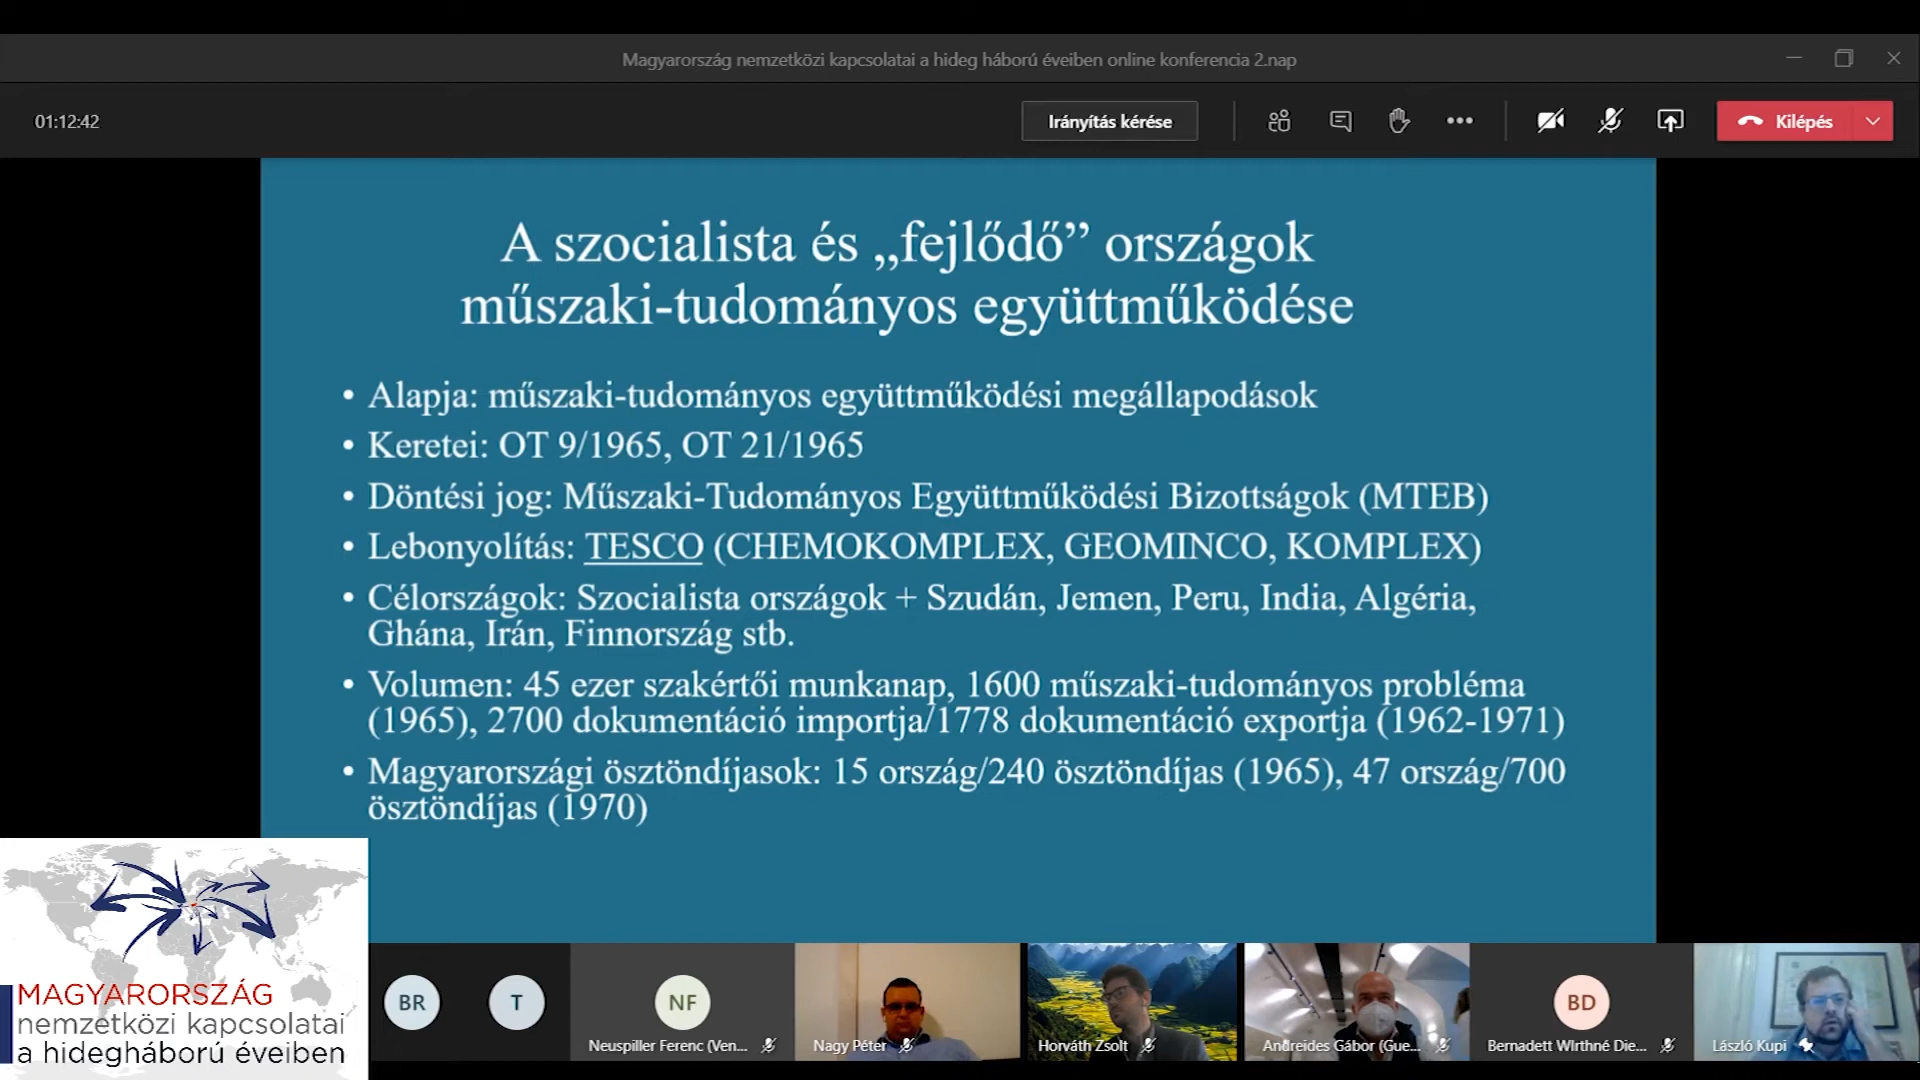 Magyarország nemzetközi kapcsolatai a hideg háború éveiben online konferencia 2.nap
01:12:42
Irányítás kérése
Kilépés
A szocialista és „fejlődő” országok
műszaki-tudományos együttműködése
• Alapja: műszaki-tudományos együttműködési megállapodások
• Keretei: OT 9/1965, OT 21/1965
• Döntési jog: Műszaki-Tudományos Együttműködési Bizottságok (MTEB)
• Lebonyolítás: TESCO (CHEMOKOMPLEX, GEOMINCO, KOMPLEX)
• Célországok: Szocialista országok + Szudán, Jemen, Peru, India, Algéria,
Ghána, Irán, Finnország stb.
• Volumen: 45 ezer szakértői munkanap, 1600 műszaki-tudományos probléma
(1965), 2700 dokumentáció importja/1778 dokumentáció exportja (1962-1971)
• Magyarországi ösztöndíjasok: 15 ország/240 ösztöndíjas (1965), 47 ország/700
ösztöndíjas (1970)
MAGYARORSZÁG
nemzetközi kapcsolatai
a hidegháború éveiben
BR
T
NF
Neuspiller Ferenc (Ven...
Nagy Péter
Horváth Zsolt
Andreides Gábor (Gue...
BD
Bernadett WIrthné Die...
László Kupi